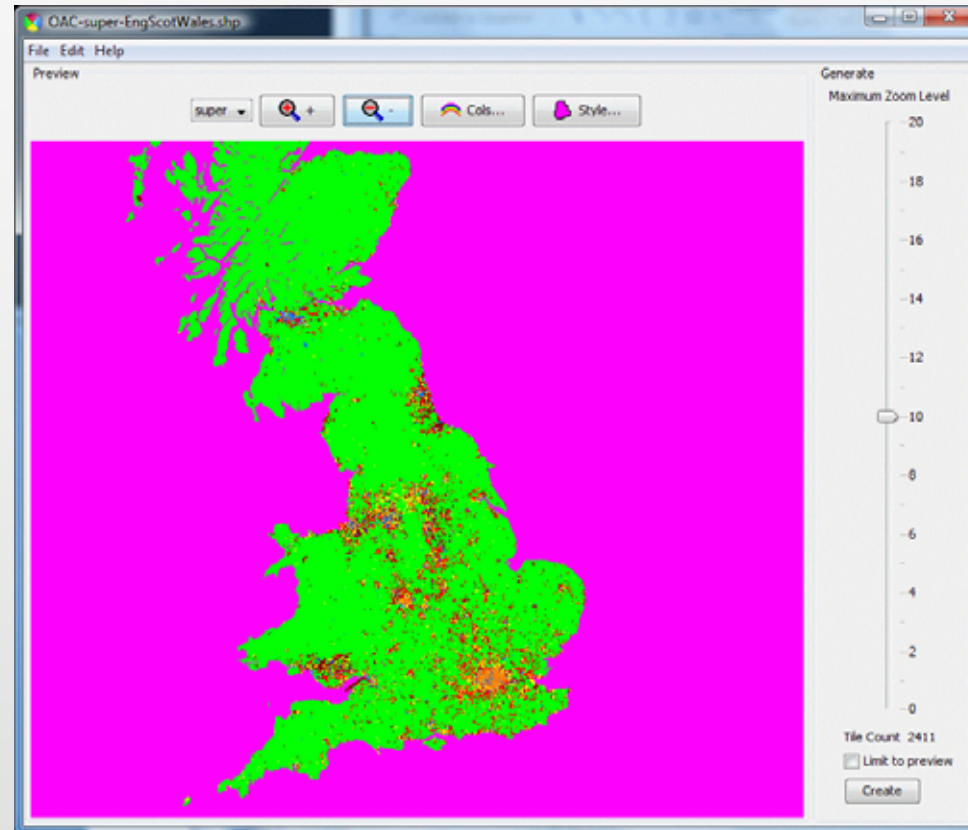 OAC-super-EngScotWales.shp
File Edit Help
Preview
super
+
-
Cols...
Style...
Generate
Maximum Zoom Level
20
18
16
14
12
10
8
6
4
2
0
Tile Count 2411
Limit to preview
Create